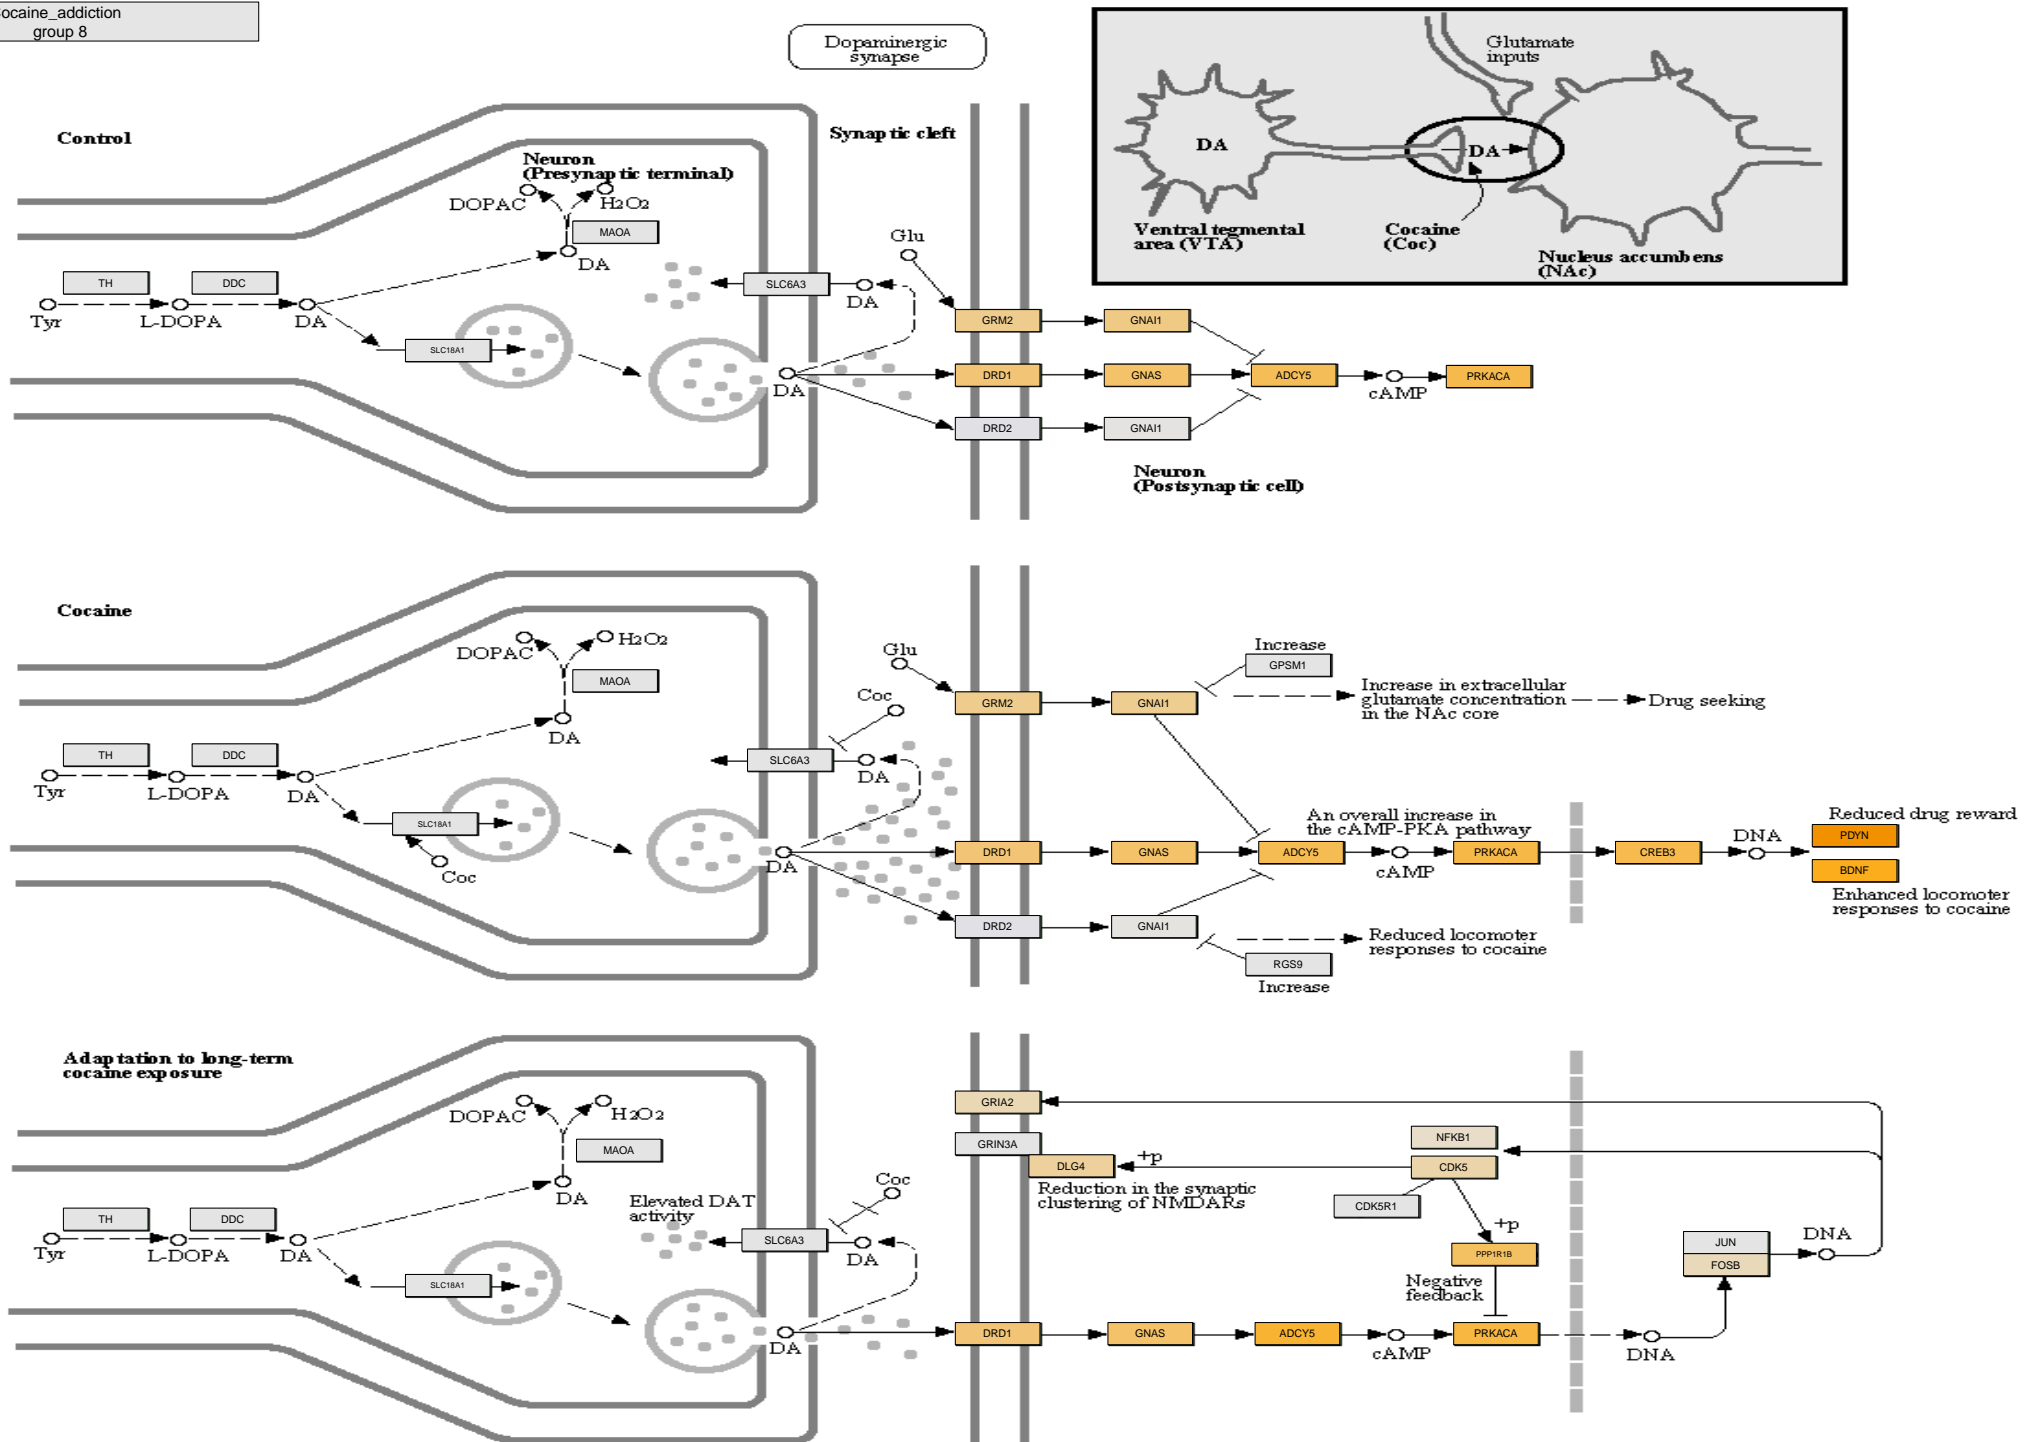 ocaine_addiction
group 8
Dopaminergic
synapse
Glutamate
inputs
DA
DA
Ventral tegmental
area (VTA)
Cocaine
(Coc)
Nucleus accumbens
(NAc)
Control
Synaptic cleft
Neuron
(Presynaptic terminal)
DOPAC
H2O2
MAOA
DA
Glu
TH
DDC
SLC6A3
DA
Tyr
L-DOPA
DA
SLC18A1
DA
GRM2
GNAI1
DRD1
GNAS
ADCY5
cAMP
PRKACA
DRD2
GNAI1
Neuron
(Postsynaptic cell)
Cocaine
DOPAC
H2O2
MAOA
DA
Glu
Coc
TH
DDC
SLC6A3
DA
Tyr
L-DOPA
DA
SLC18A1
Coc
DA
GRM2
GNAI1
Increase
GPSM1
Increase in extracellular
glutamate concentration
in the NAc core
Drug seeking
An overall increase in
the cAMP-PKA pathway
DRD1
GNAS
ADCY5
cAMP
PRKACA
CREB3
DNA
Reduced drug reward
PDYN
BDNF
Enhanced locomoter
responses to cocaine
DRD2
GNAI1
Reduced locomoter
responses to cocaine
RGS9
Increase
Adaptation to long-term
cocaine exposure
DOPAC
H2O2
MAOA
DA
Elevated DAT
activity
Coc
TH
DDC
SLC6A3
DA
Tyr
L-DOPA
DA
SLC18A1
DA
GRIA2
GRIN3A
DLG4
+p
Reduction in the synaptic
clustering of NMDARs
NFKB1
CDK5
CDK5R1
+p
PPP1R1B
Negative
feedback
JUN
FOSB
DNA
DRD1
GNAS
ADCY5
cAMP
PRKACA
DNA